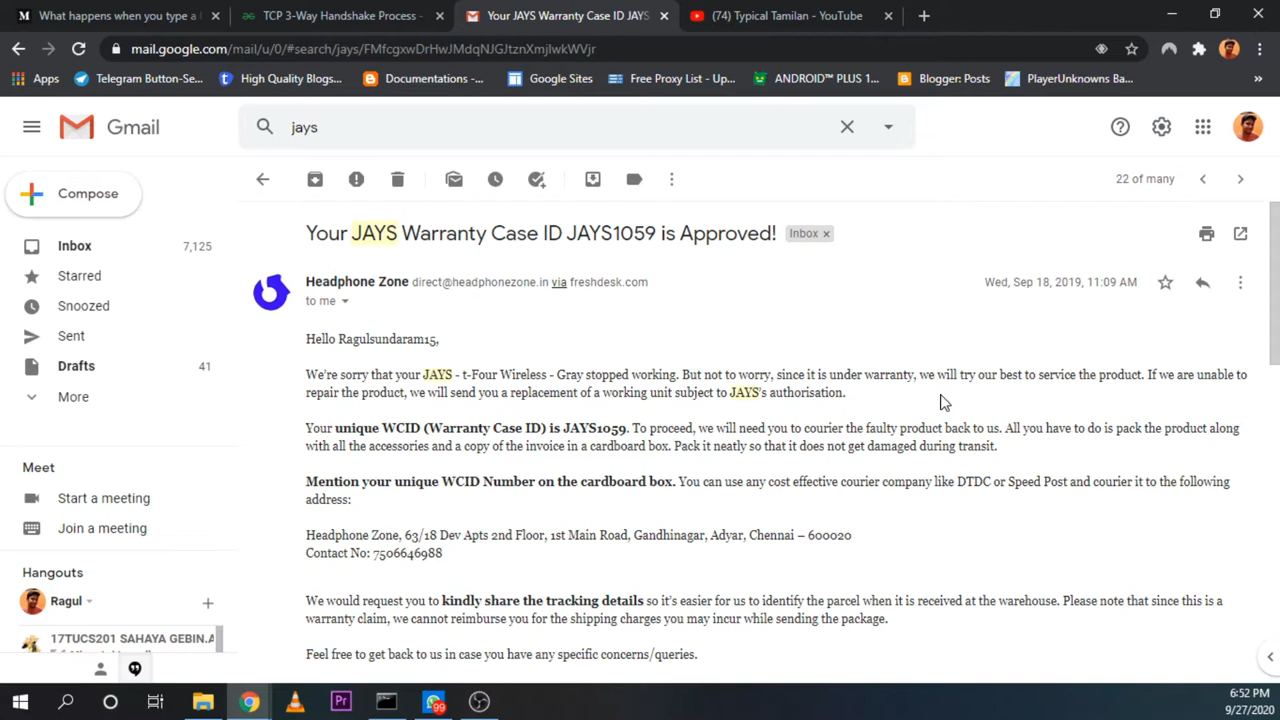 What happens when you type a
TCP 3-Way Handshake Process -
Your JAYS Warranty Case ID JAYS
(74) Typical Tamilan - YouTube
mail.google.com/mail/u/0/#search/jays/FMfcgxwDrHwJMdqNJGJtznXmjIwkWVjr
Apps
Telegram Button-Se...
High Quality Blogs...
Documentations -...
Google Sites
Free Proxy List - Up...
ANDROID™ PLUS 1...
Blogger: Posts
PlayerUnknowns Ba...
Gmail
jays
Compose
22 of many
Inbox 7,125
Starred
Snoozed
Sent
Drafts 41
More
Meet
Start a meeting
Join a meeting
Hangouts
Ragul
17TUCS201 SAHAYA GEBIN.A
Your JAYS Warranty Case ID JAYS1059 is Approved!
Inbox x
Headphone Zone direct@headphonezone.in via freshdesk.com
Wed, Sep 18, 2019, 11:09 AM
to me
Hello Ragulsundaram15,
We're sorry that your JAYS - t-Four Wireless - Gray stopped working. But not to worry, since it is under warranty, we will try our best to service the product. If we are unable to
repair the product, we will send you a replacement of a working unit subject to JAYS's authorisation.
Your unique WCID (Warranty Case ID) is JAYS1059. To proceed, we will need you to courier the faulty product back to us. All you have to do is pack the product along
with all the accessories and a copy of the invoice in a cardboard box. Pack it neatly so that it does not get damaged during transit.
Mention your unique WCID Number on the cardboard box. You can use any cost effective courier company like DTDC or Speed Post and courier it to the following
address:
Headphone Zone, 63/18 Dev Apts 2nd Floor, 1st Main Road, Gandhinagar, Adyar, Chennai – 600020
Contact No: 7506646988
We would request you to kindly share the tracking details so it's easier for us to identify the parcel when it is received at the warehouse. Please note that since this is a
warranty claim, we cannot reimburse you for the shipping charges you may incur while sending the package.
Feel free to get back to us in case you have any specific concerns/queries.
Pr
99
6:52 PM
9/27/2020